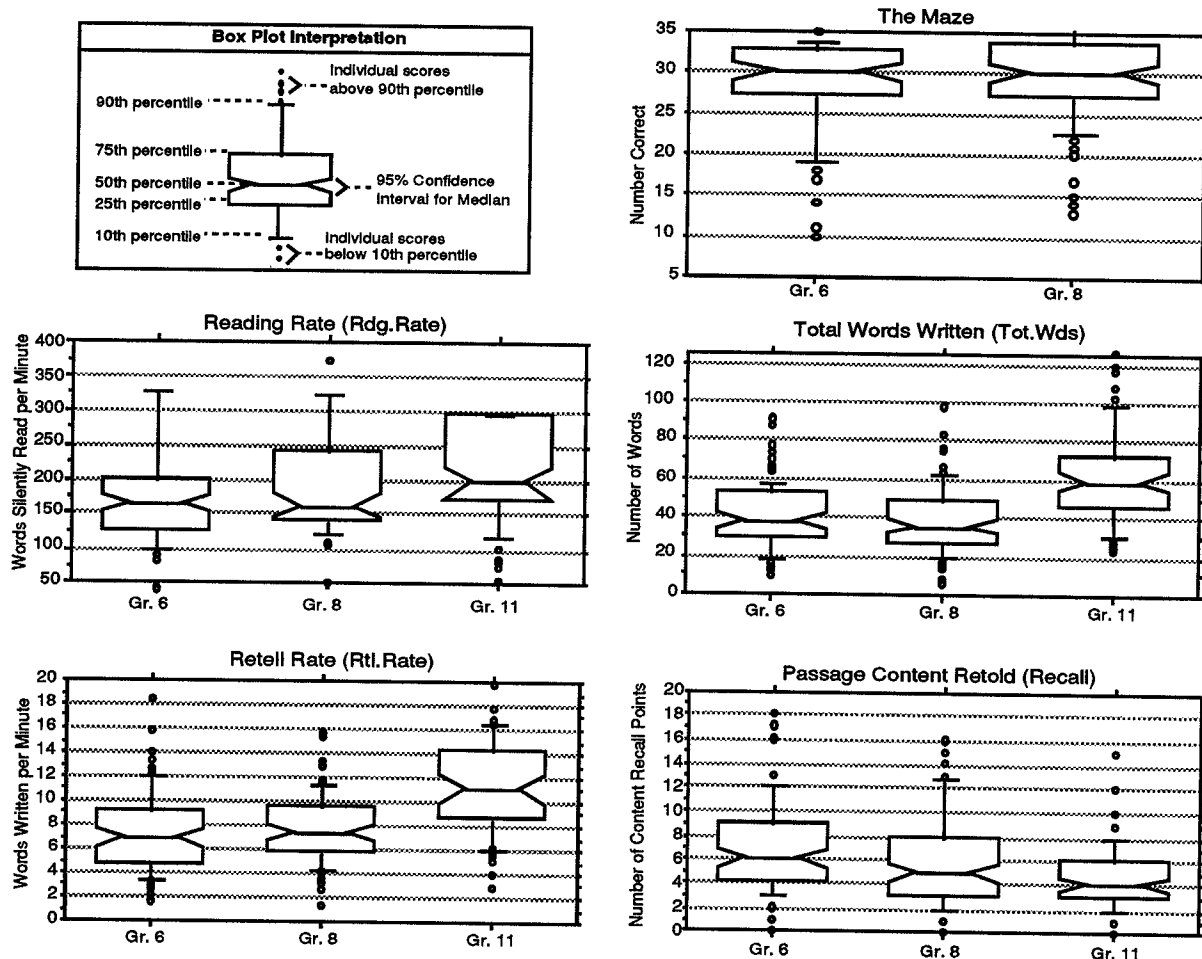 Box Plot Interpretation
Individual scores
above 90th percentile
90th percentile
75th percentile
50th percentile
25th percentile
95% Confidence
Interval for Median
10th percentile
Individual scores
below 10th percentile
The Maze
Number Correct
35
30
25
20
15
10
5
Gr. 6
Gr. 8
Reading Rate (Rdg.Rate)
Words Silently Read per Minute
400
350
300
250
200
150
100
50
Gr. 6
Gr. 8
Gr. 11
Total Words Written (Tot.Wds)
Number of Words
120
100
80
60
40
20
0
Gr. 6
Gr. 8
Gr. 11
Retell Rate (Rtl.Rate)
Words Written per Minute
20
18
16
14
12
10
8
6
4
2
0
Gr. 6
Gr. 8
Gr. 11
Passage Content Retold (Recall)
Number of Content Recall Points
20
18
16
14
12
10
8
6
4
2
0
Gr. 6
Gr. 8
Gr. 11